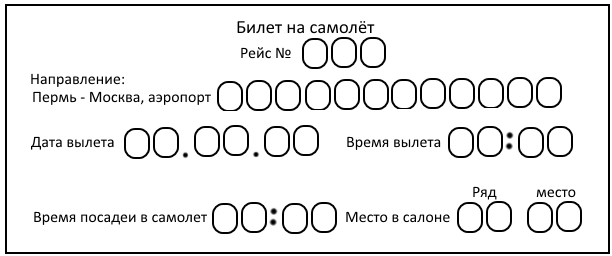 Билет на самолёт
Рейс №
Направление:
Пермь - Москва, аэропорт
Дата вылета . . Время вылета :
Ряд место
Время посадеи в самолет : Место в салоне